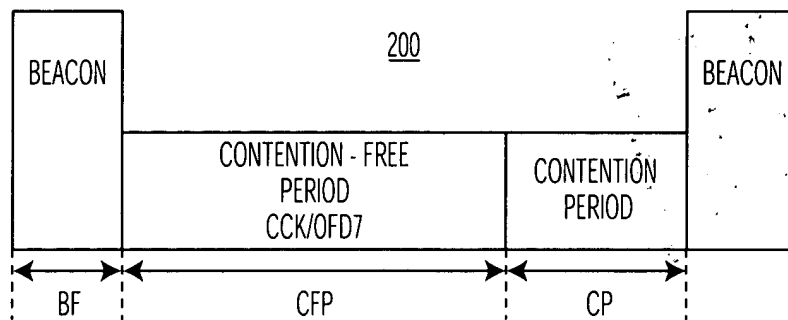 200
BEACON
BEACON
CONTENTION - FREE
PERIOD
CCK/OFD7
CONTENTION
PERIOD
BF
CFP
CP